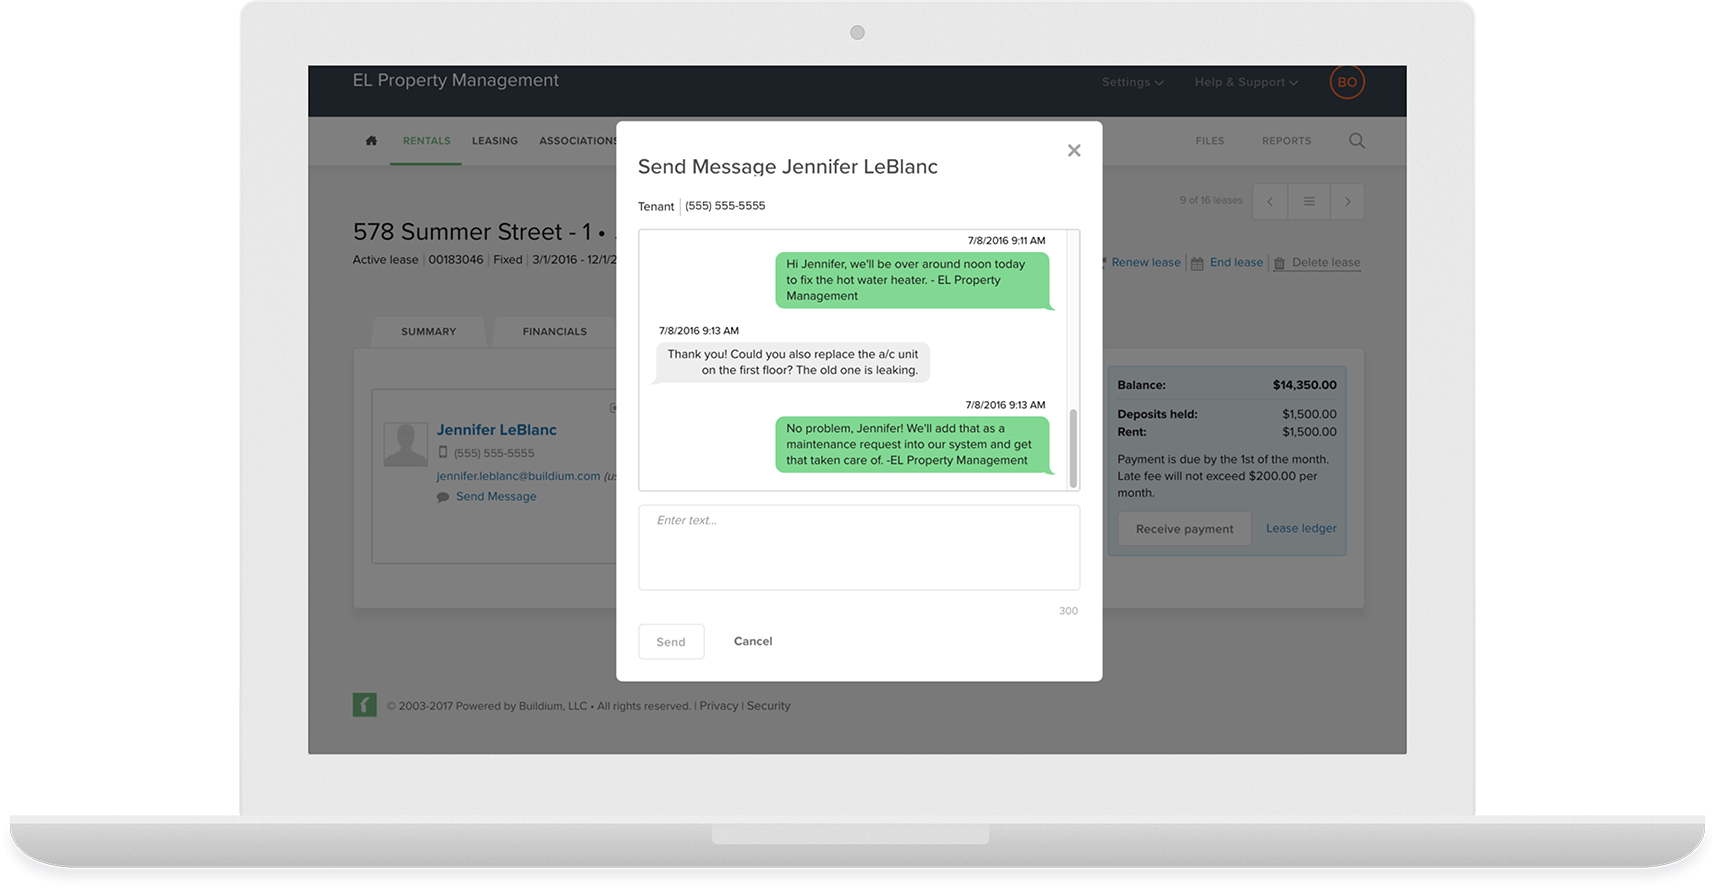 EL Property Management
Settings
Help & Support
BO
RENTALS
LEASING
ASSOCIATIONS
FILES
REPORTS
9 of 16 leases
578 Summer Street - 1 •
Active lease | 00183046 | Fixed | 3/1/2016 - 12/1/2
Renew lease
End lease
Delete lease
SUMMARY
FINANCIALS
Jennifer LeBlanc
(555) 555-5555
jennifer.leblanc@buildium.com
Send Message
Send Message Jennifer LeBlanc
Tenant | (555) 555-5555
7/8/2016 9:11 AM
Hi Jennifer, we'll be over around noon today
to fix the hot water heater. - EL Property
Management
7/8/2016 9:13 AM
Thank you! Could you also replace the a/c unit
on the first floor? The old one is leaking.
7/8/2016 9:13 AM
No problem, Jennifer! We'll add that as a
maintenance request into our system and get
that taken care of. -EL Property Management
Enter text...
300
Send
Cancel
Balance: $14,350.00
Deposits held: $1,500.00
Rent: $1,500.00
Payment is due by the 1st of the month.
Late fee will not exceed $200.00 per
month.
Receive payment
Lease ledger
© 2003-2017 Powered by Buildium, LLC • All rights reserved. | Privacy | Security